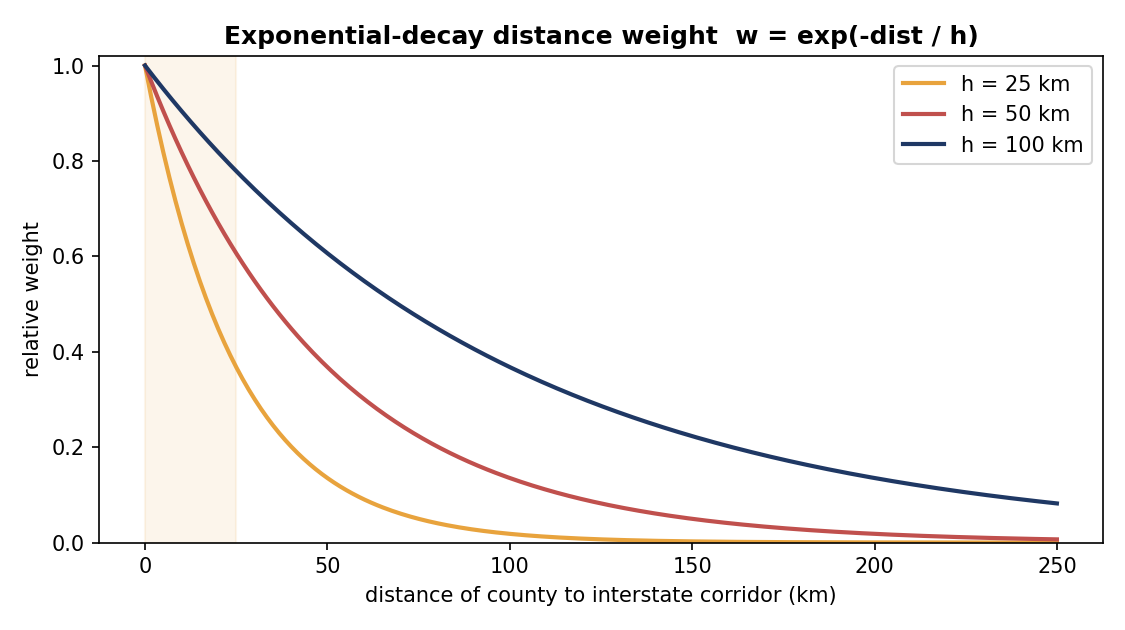 Exponential-decay distance weight  w = exp(-dist / h)
1.0
0.8
0.6
0.4
0.2
0.0
relative weight
h = 25 km
h = 50 km
h = 100 km
0
50
100
150
200
250
distance of county to interstate corridor (km)